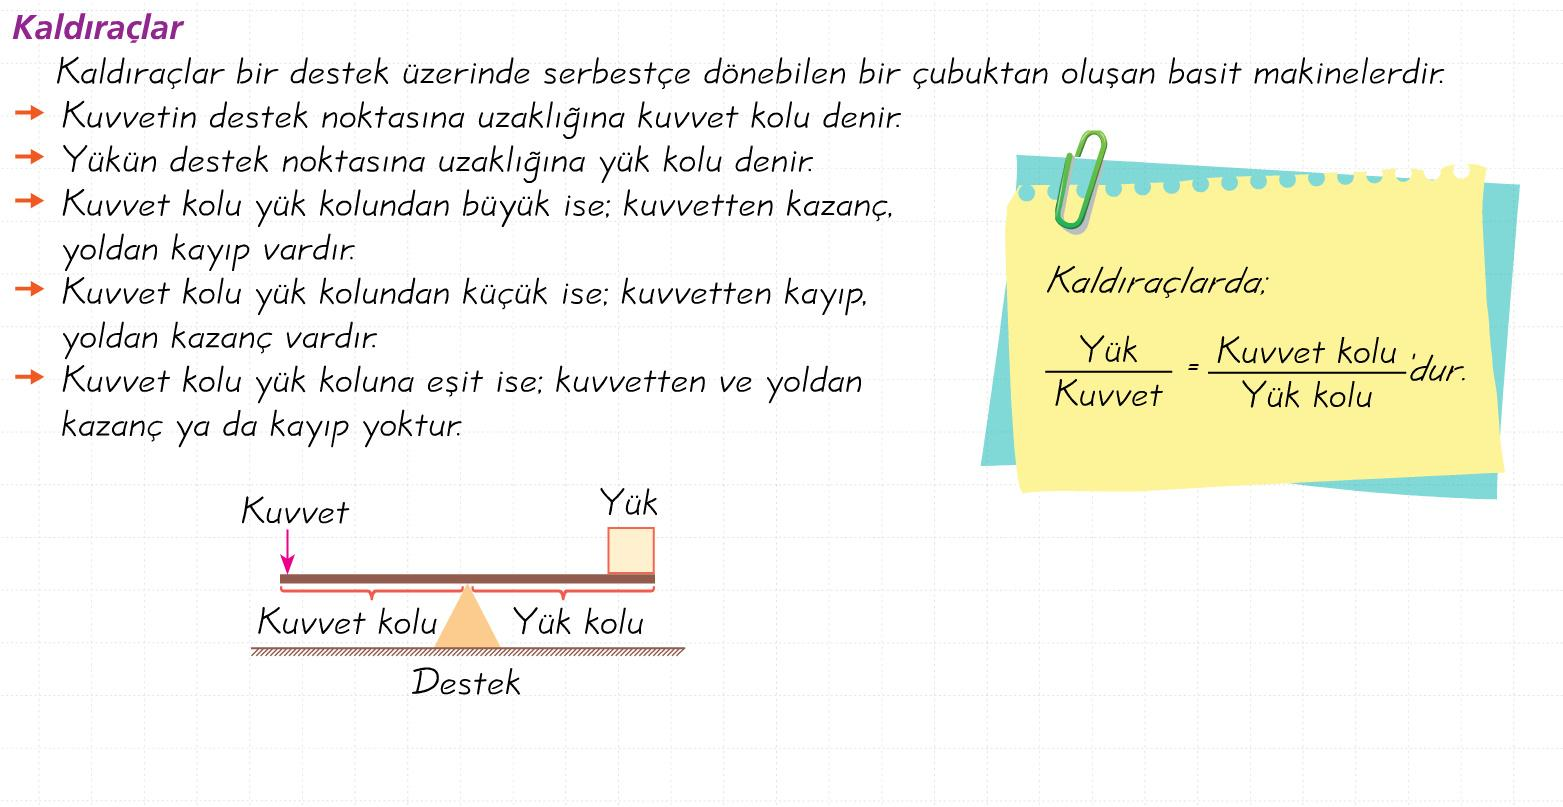 Kaldıraçlar
Kaldıraçlar bir destek üzerinde serbestçe dönebilen bir çubuktan oluşan basit makinelerdir.
Kuvvetin destek noktasına uzaklığına kuvvet kolu denir.
Yükün destek noktasına uzaklığına yük kolu denir.
Kuvvet kolu yük kolundan büyük ise; kuvvetten kazanç,
yoldan kayıp vardır.
Kuvvet kolu yük kolundan küçük ise; kuvvetten kayıp,
yoldan kazanç vardır.
Kuvvet kolu yük koluna eşit ise; kuvvetten ve yoldan
kazanç ya da kayıp yoktur.
Kaldıraçlarda;
Yük
Kuvvet
=
Kuvvet kolu
Yük kolu
'dur.
Kuvvet
Yük
Kuvvet kolu
Yük kolu
Destek